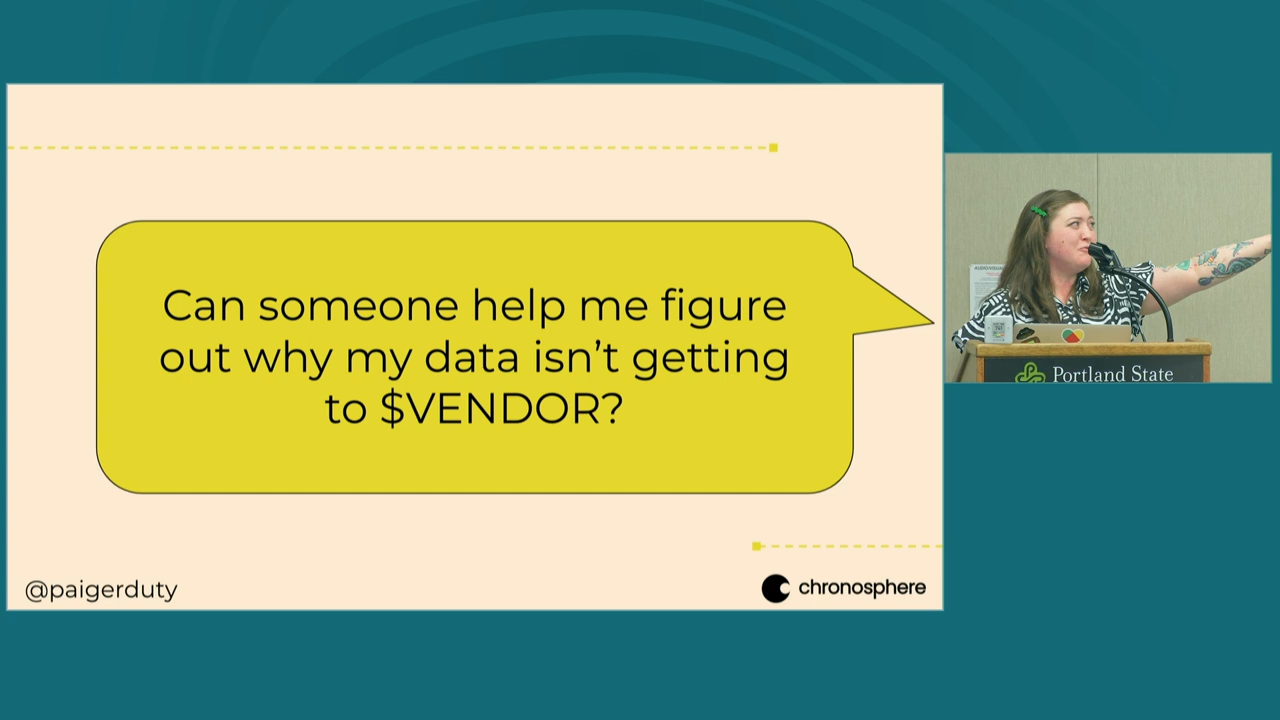 Can someone help me figure
out why my data isn't getting
to $VENDOR?
@paigerduty
chronosphere
Portland State